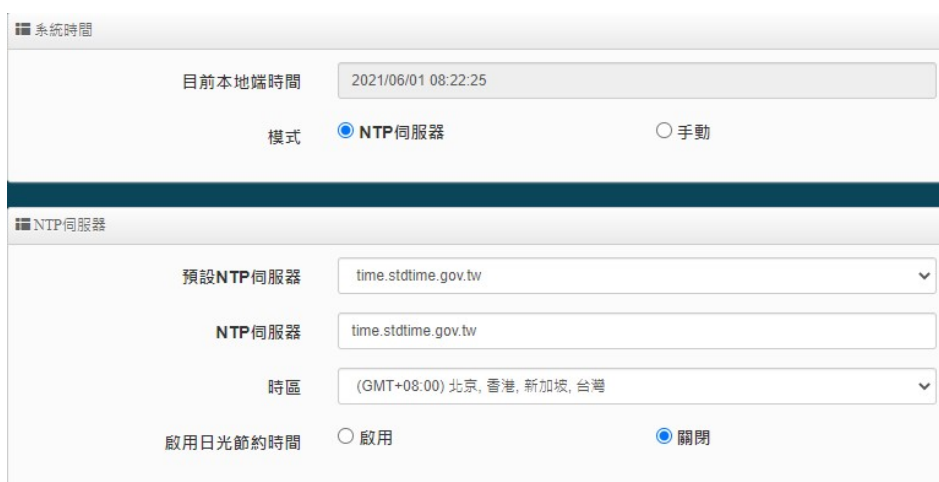 系統時間
目前本地端時間 2021/06/01 08:22:25
模式 NTP伺服器 手動
NTP伺服器
預設NTP伺服器 time.stdtime.gov.tw
NTP伺服器 time.stdtime.gov.tw
時區 (GMT+08:00) 北京, 香港, 新加坡, 台灣
啟用日光節約時間 啟用 關閉